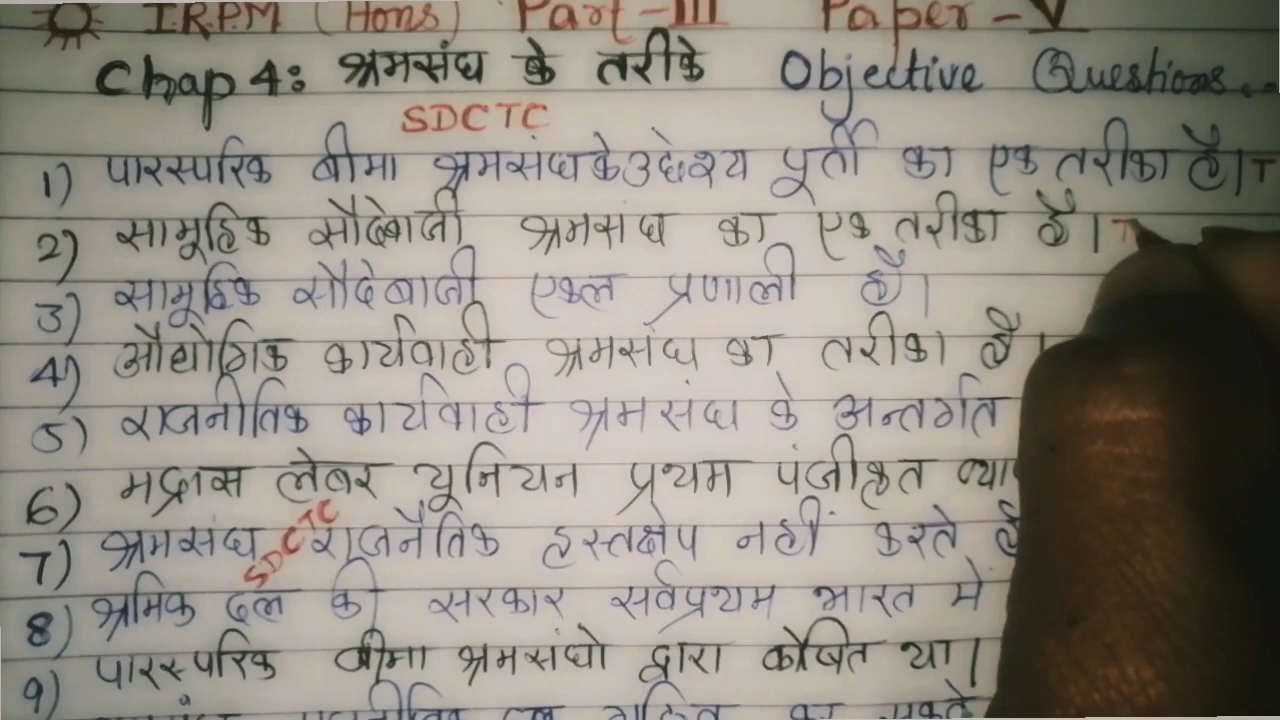 I.R.P.M (Hons) Part-III Paper-V
Chap 4: श्रमसंघ के तरीके Objective Questions..
SDCTC
1) पारस्परिक बीमा श्रमसंघ के उद्देश्य पूर्ती का एक तरीका है। T
2) सामूहिक सौदेबाजी श्रमसंघ का एक तरीका है। T
3) सामूहिक सौदेबाजी एकल प्रणाली है।
4) औद्योगिक कार्यवाही श्रमसंघ का तरीका है।
5) राजनीतिक कार्यवाही श्रमसंघ के अन्तर्गत
6) मद्रास लेबर यूनियन प्रथम पंजीकृत
7) श्रमसंघ राजनैतिक हस्तक्षेप नहीं करते
SDCTC
8) श्रमिक दल की सरकार सर्वप्रथम भारत में
9) पारस्परिक बीमा श्रमसंघो द्वारा था।